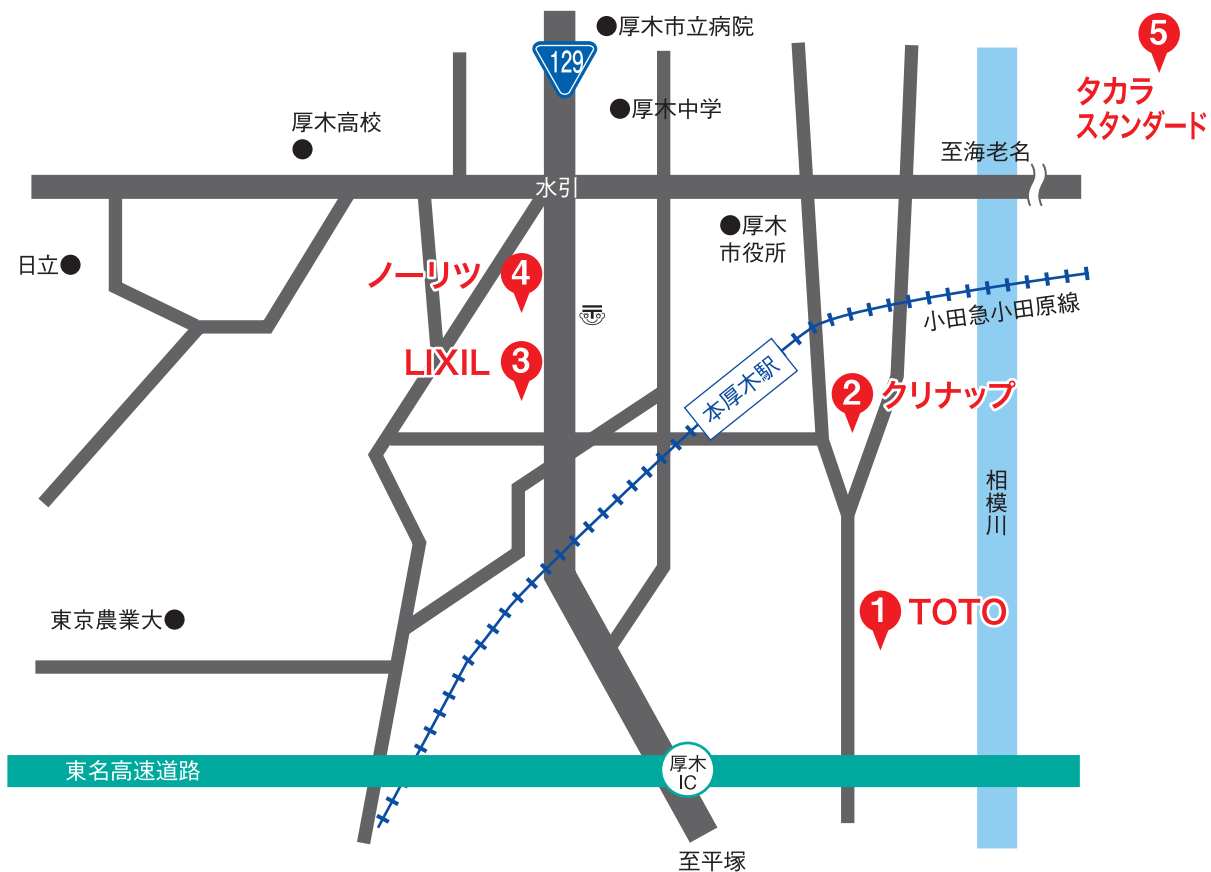 厚木市立病院
129
5
タカラ
スタンダード
厚木中学
厚木高校
至海老名
水引
厚木
市役所
日立
ノーリツ
4
小田急小田原線
LIXIL
3
本厚木駅
2
クリナップ
相模川
1
TOTO
東京農業大
東名高速道路
厚木
IC
至平塚